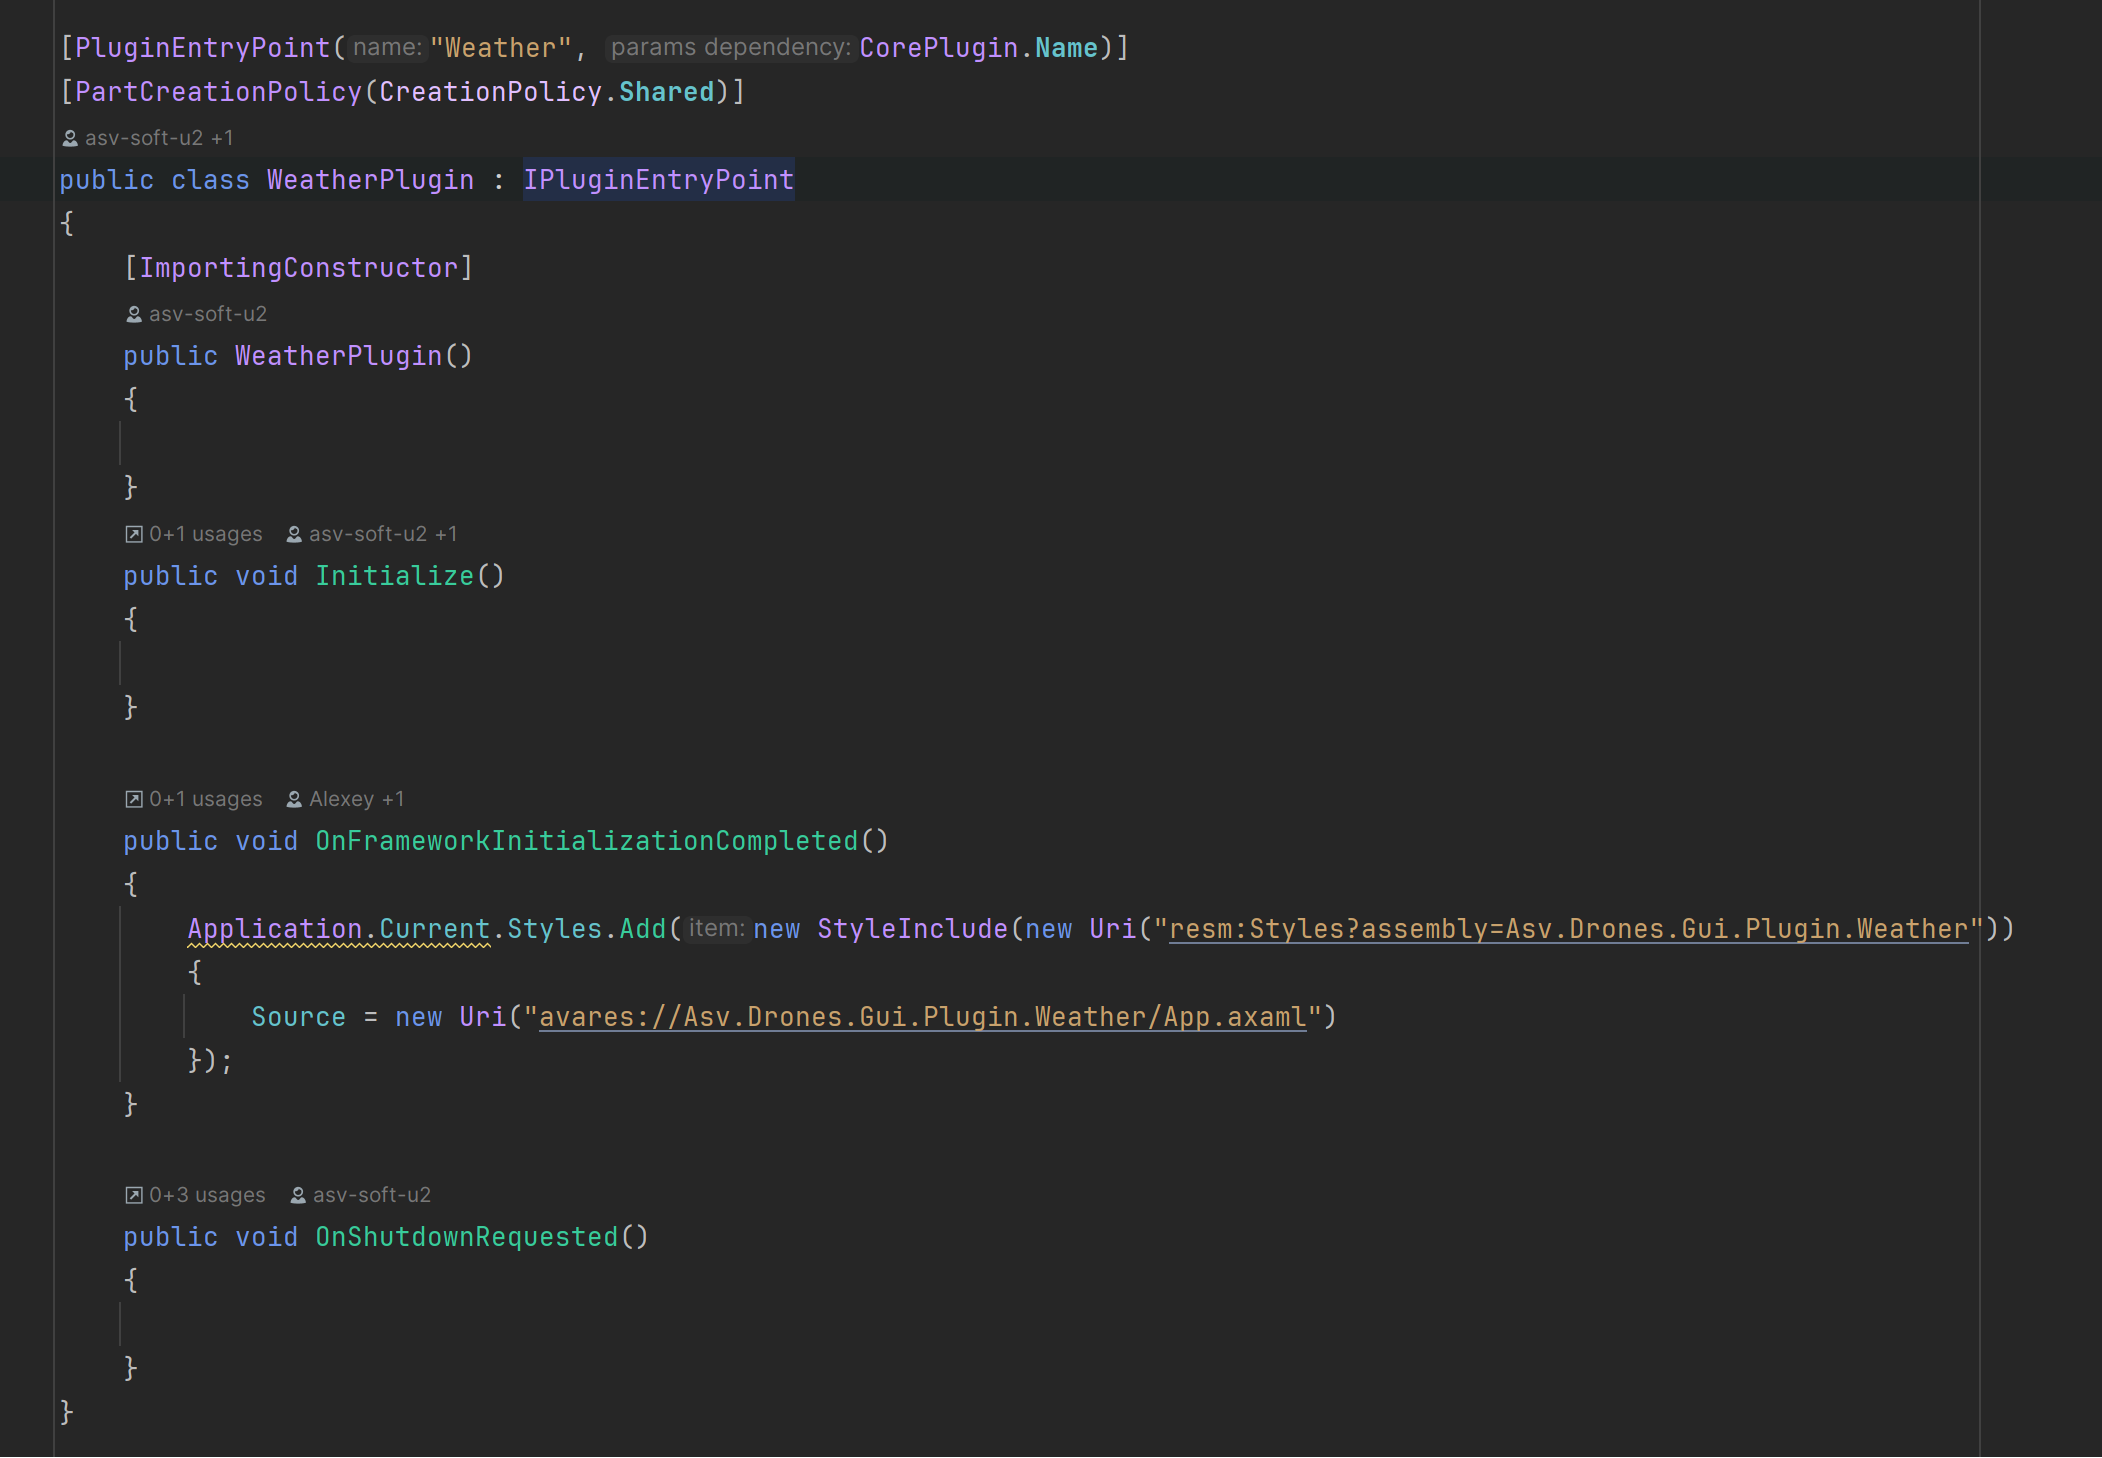 [PluginEntryPoint(name: "Weather", params dependency: CorePlugin.Name)]
[PartCreationPolicy(CreationPolicy.Shared)]
asv-soft-u2 +1
public class WeatherPlugin : IPluginEntryPoint
{
[ImportingConstructor]
asv-soft-u2
public WeatherPlugin()
{
}
0+1 usages asv-soft-u2 +1
public void Initialize()
{
}
0+1 usages Alexey +1
public void OnFrameworkInitializationCompleted()
{
Application.Current.Styles.Add(item: new StyleInclude(new Uri("resm:Styles?assembly=Asv.Drones.Gui.Plugin.Weather"))
{
Source = new Uri("avares://Asv.Drones.Gui.Plugin.Weather/App.axaml")
});
}
0+3 usages asv-soft-u2
public void OnShutdownRequested()
{
}
}